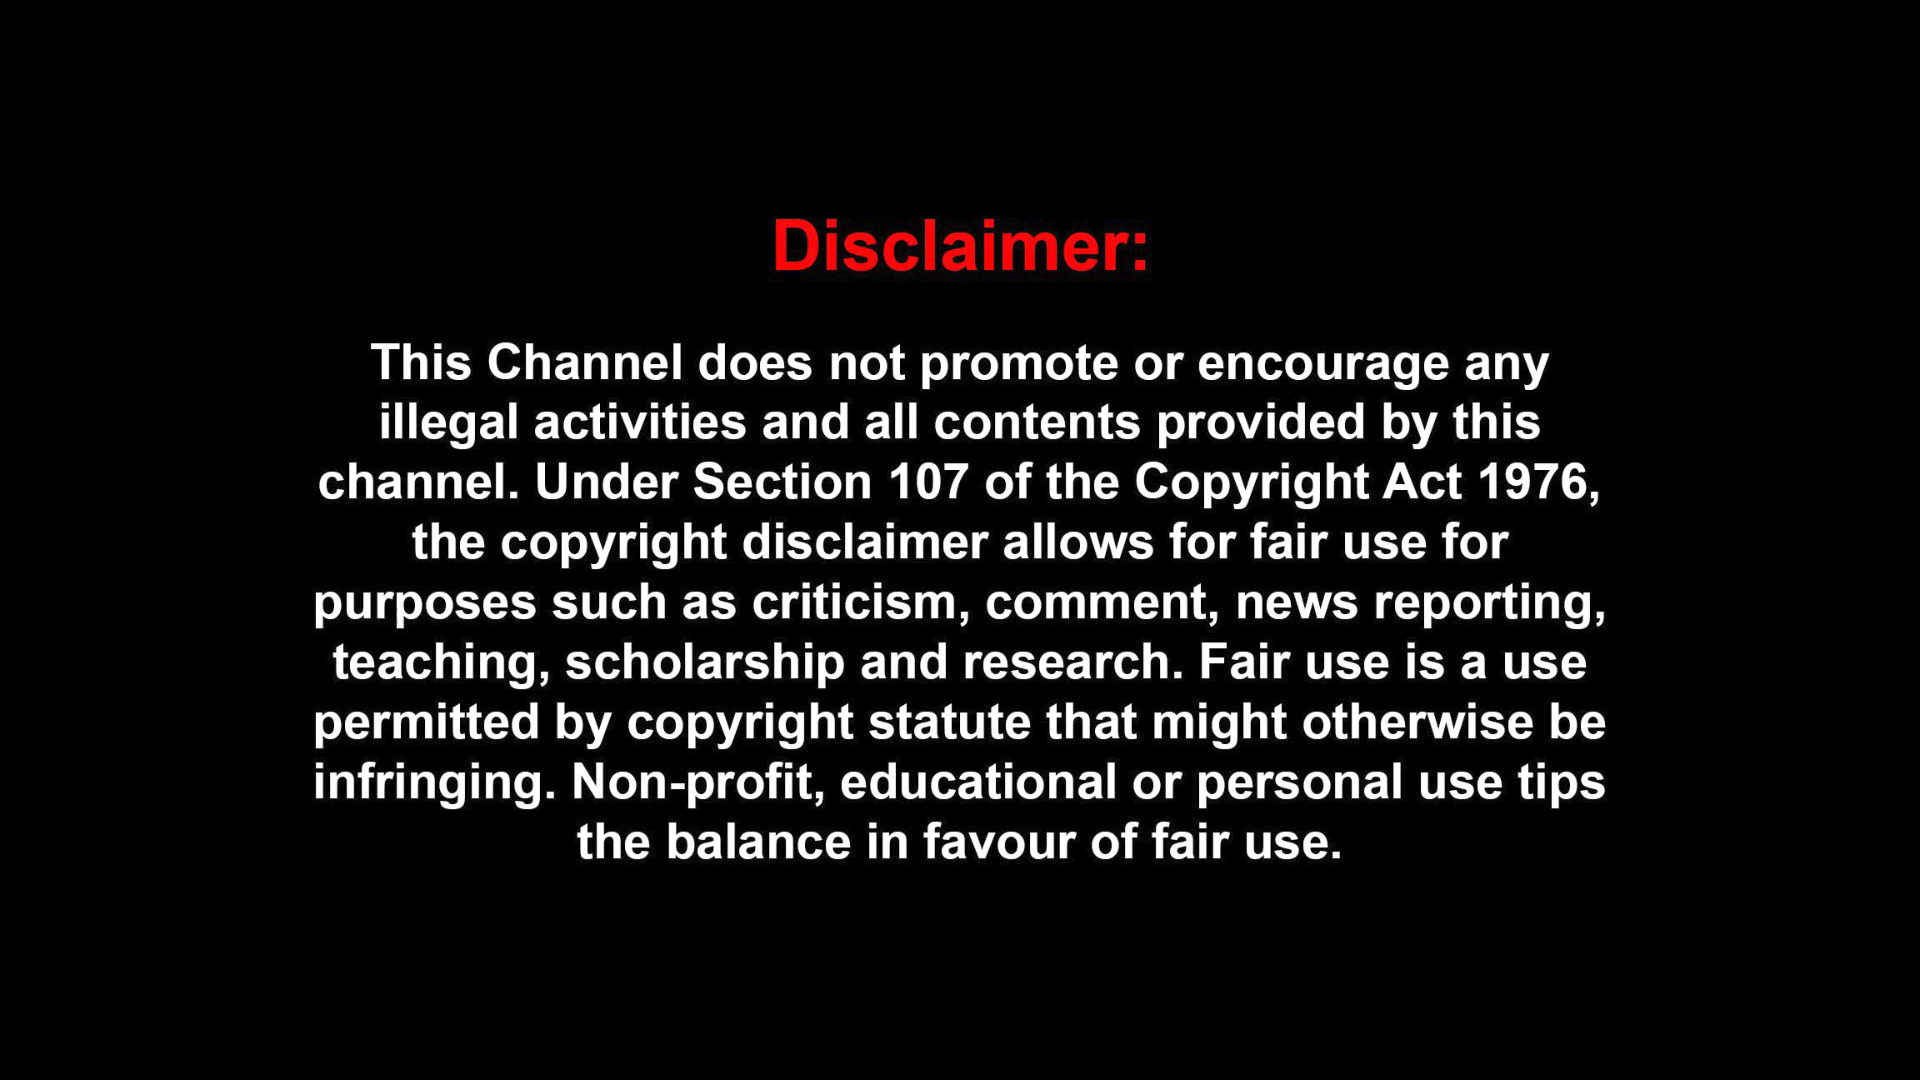 Disclaimer:
This Channel does not promote or encourage any
illegal activities and all contents provided by this
channel. Under Section 107 of the Copyright Act 1976,
the copyright disclaimer allows for fair use for
purposes such as criticism, comment, news reporting,
teaching, scholarship and research. Fair use is a use
permitted by copyright statute that might otherwise be
infringing. Non-profit, educational or personal use tips
the balance in favour of fair use.